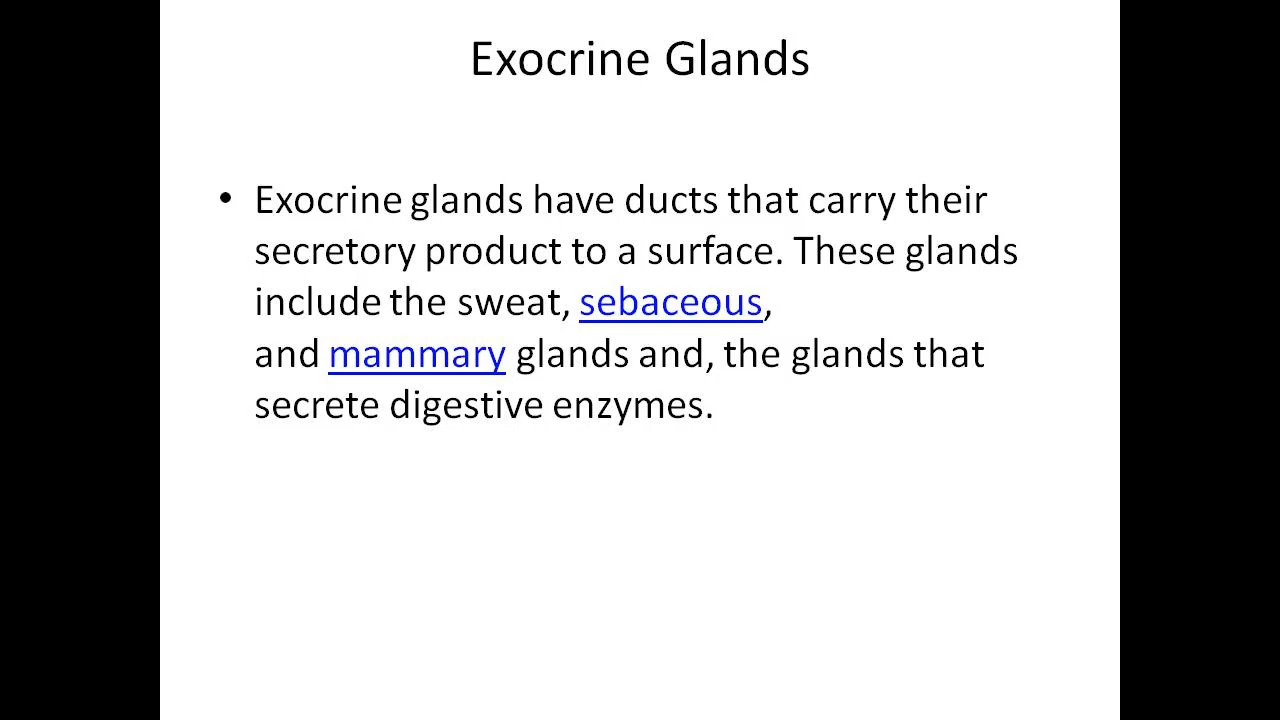 Exocrine Glands
• Exocrine glands have ducts that carry their
secretory product to a surface. These glands
include the sweat, sebaceous,
and mammary glands and, the glands that
secrete digestive enzymes.